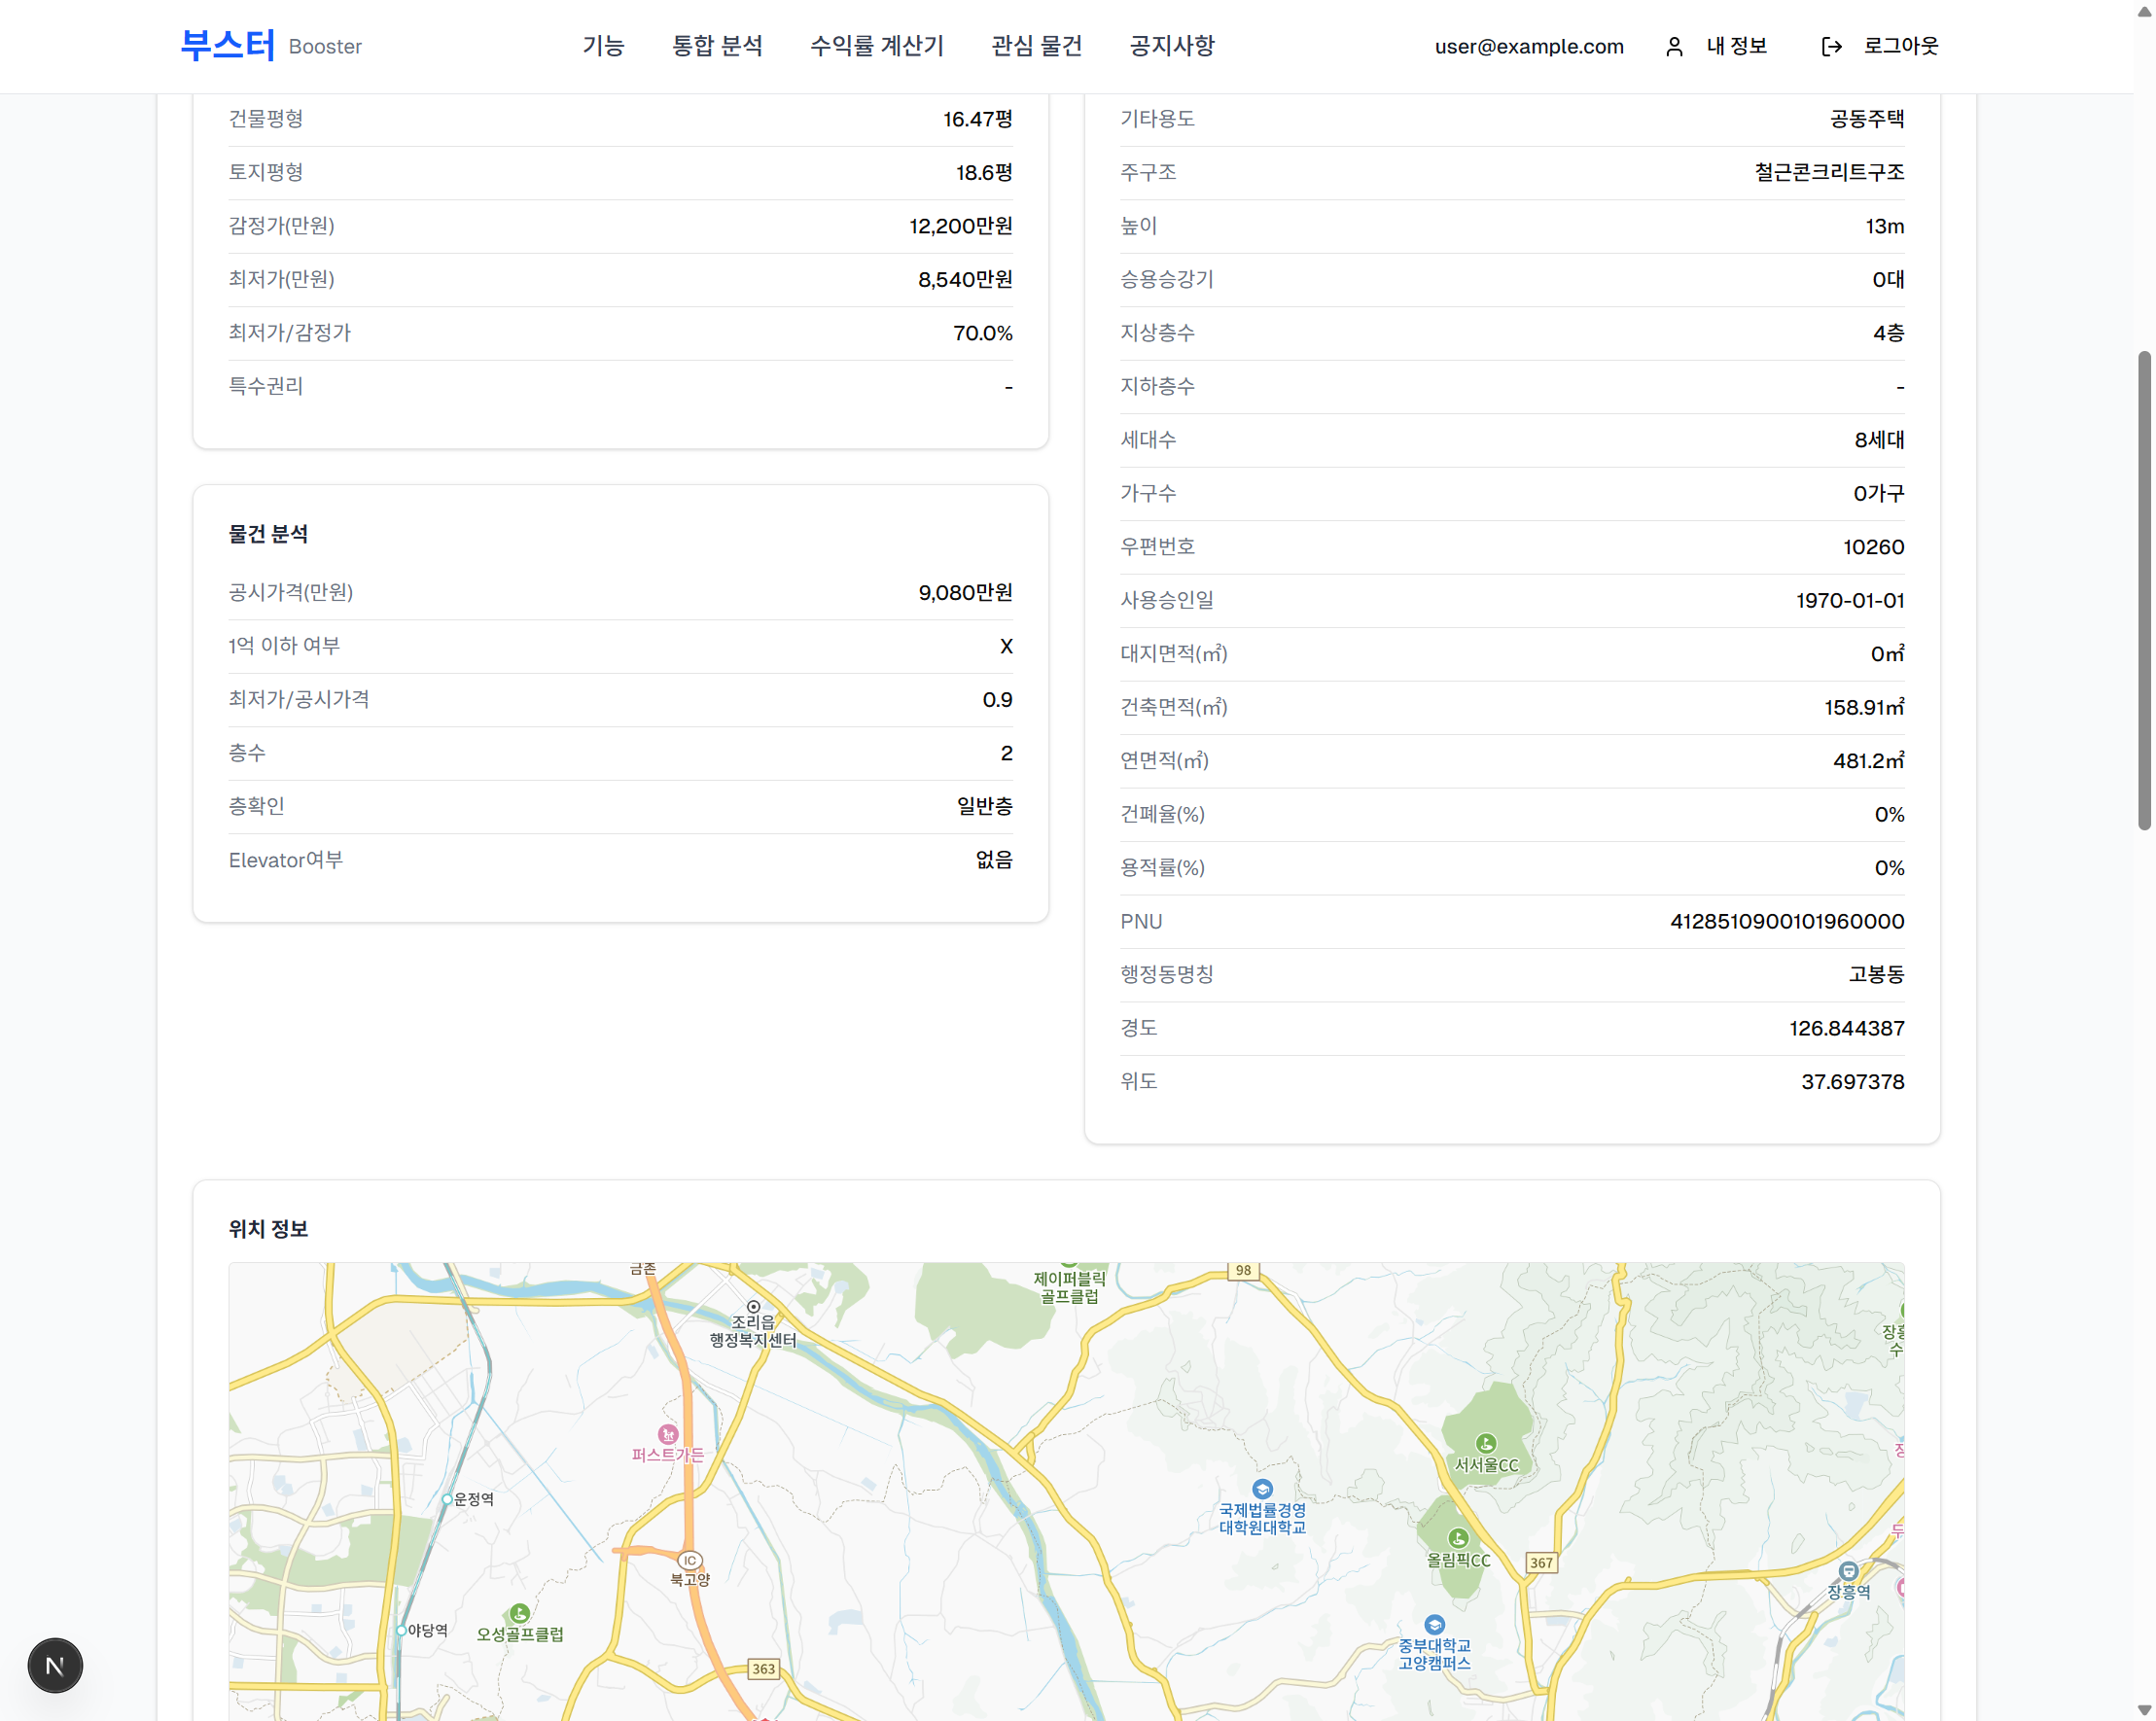 부스터 Booster
기능
통합 분석
수익률 계산기
관심 물건
공지사항
user@example.com
내 정보
로그아웃
건물평형 16.47평
토지평형 18.6평
감정가(만원) 12,200만원
최저가(만원) 8,540만원
최저가/감정가 70.0%
특수권리 -
물건 분석
공시가격(만원) 9,080만원
1억 이하 여부 X
최저가/공시가격 0.9
층수 2
층확인 일반층
Elevator여부 없음
기타용도 공동주택
주구조 철근콘크리트구조
높이 13m
승용승강기 0대
지상층수 4층
지하층수 -
세대수 8세대
가구수 0가구
우편번호 10260
사용승인일 1970-01-01
대지면적(㎡) 0㎡
건축면적(㎡) 158.91㎡
연면적(㎡) 481.2㎡
건폐율(%) 0%
용적률(%) 0%
PNU 4128510900101960000
행정동명칭 고봉동
경도 126.844387
위도 37.697378
위치 정보
금촌
제이퍼블릭
골프클럽
98
조리읍
행정복지센터
장흥
수
퍼스트가든
서서울CC
운정역
국제법률경영
대학원대학교
올림픽CC
367
두
IC
북고양
장흥역
오성골프클럽
야당역
중부대학교
고양캠퍼스
363
N